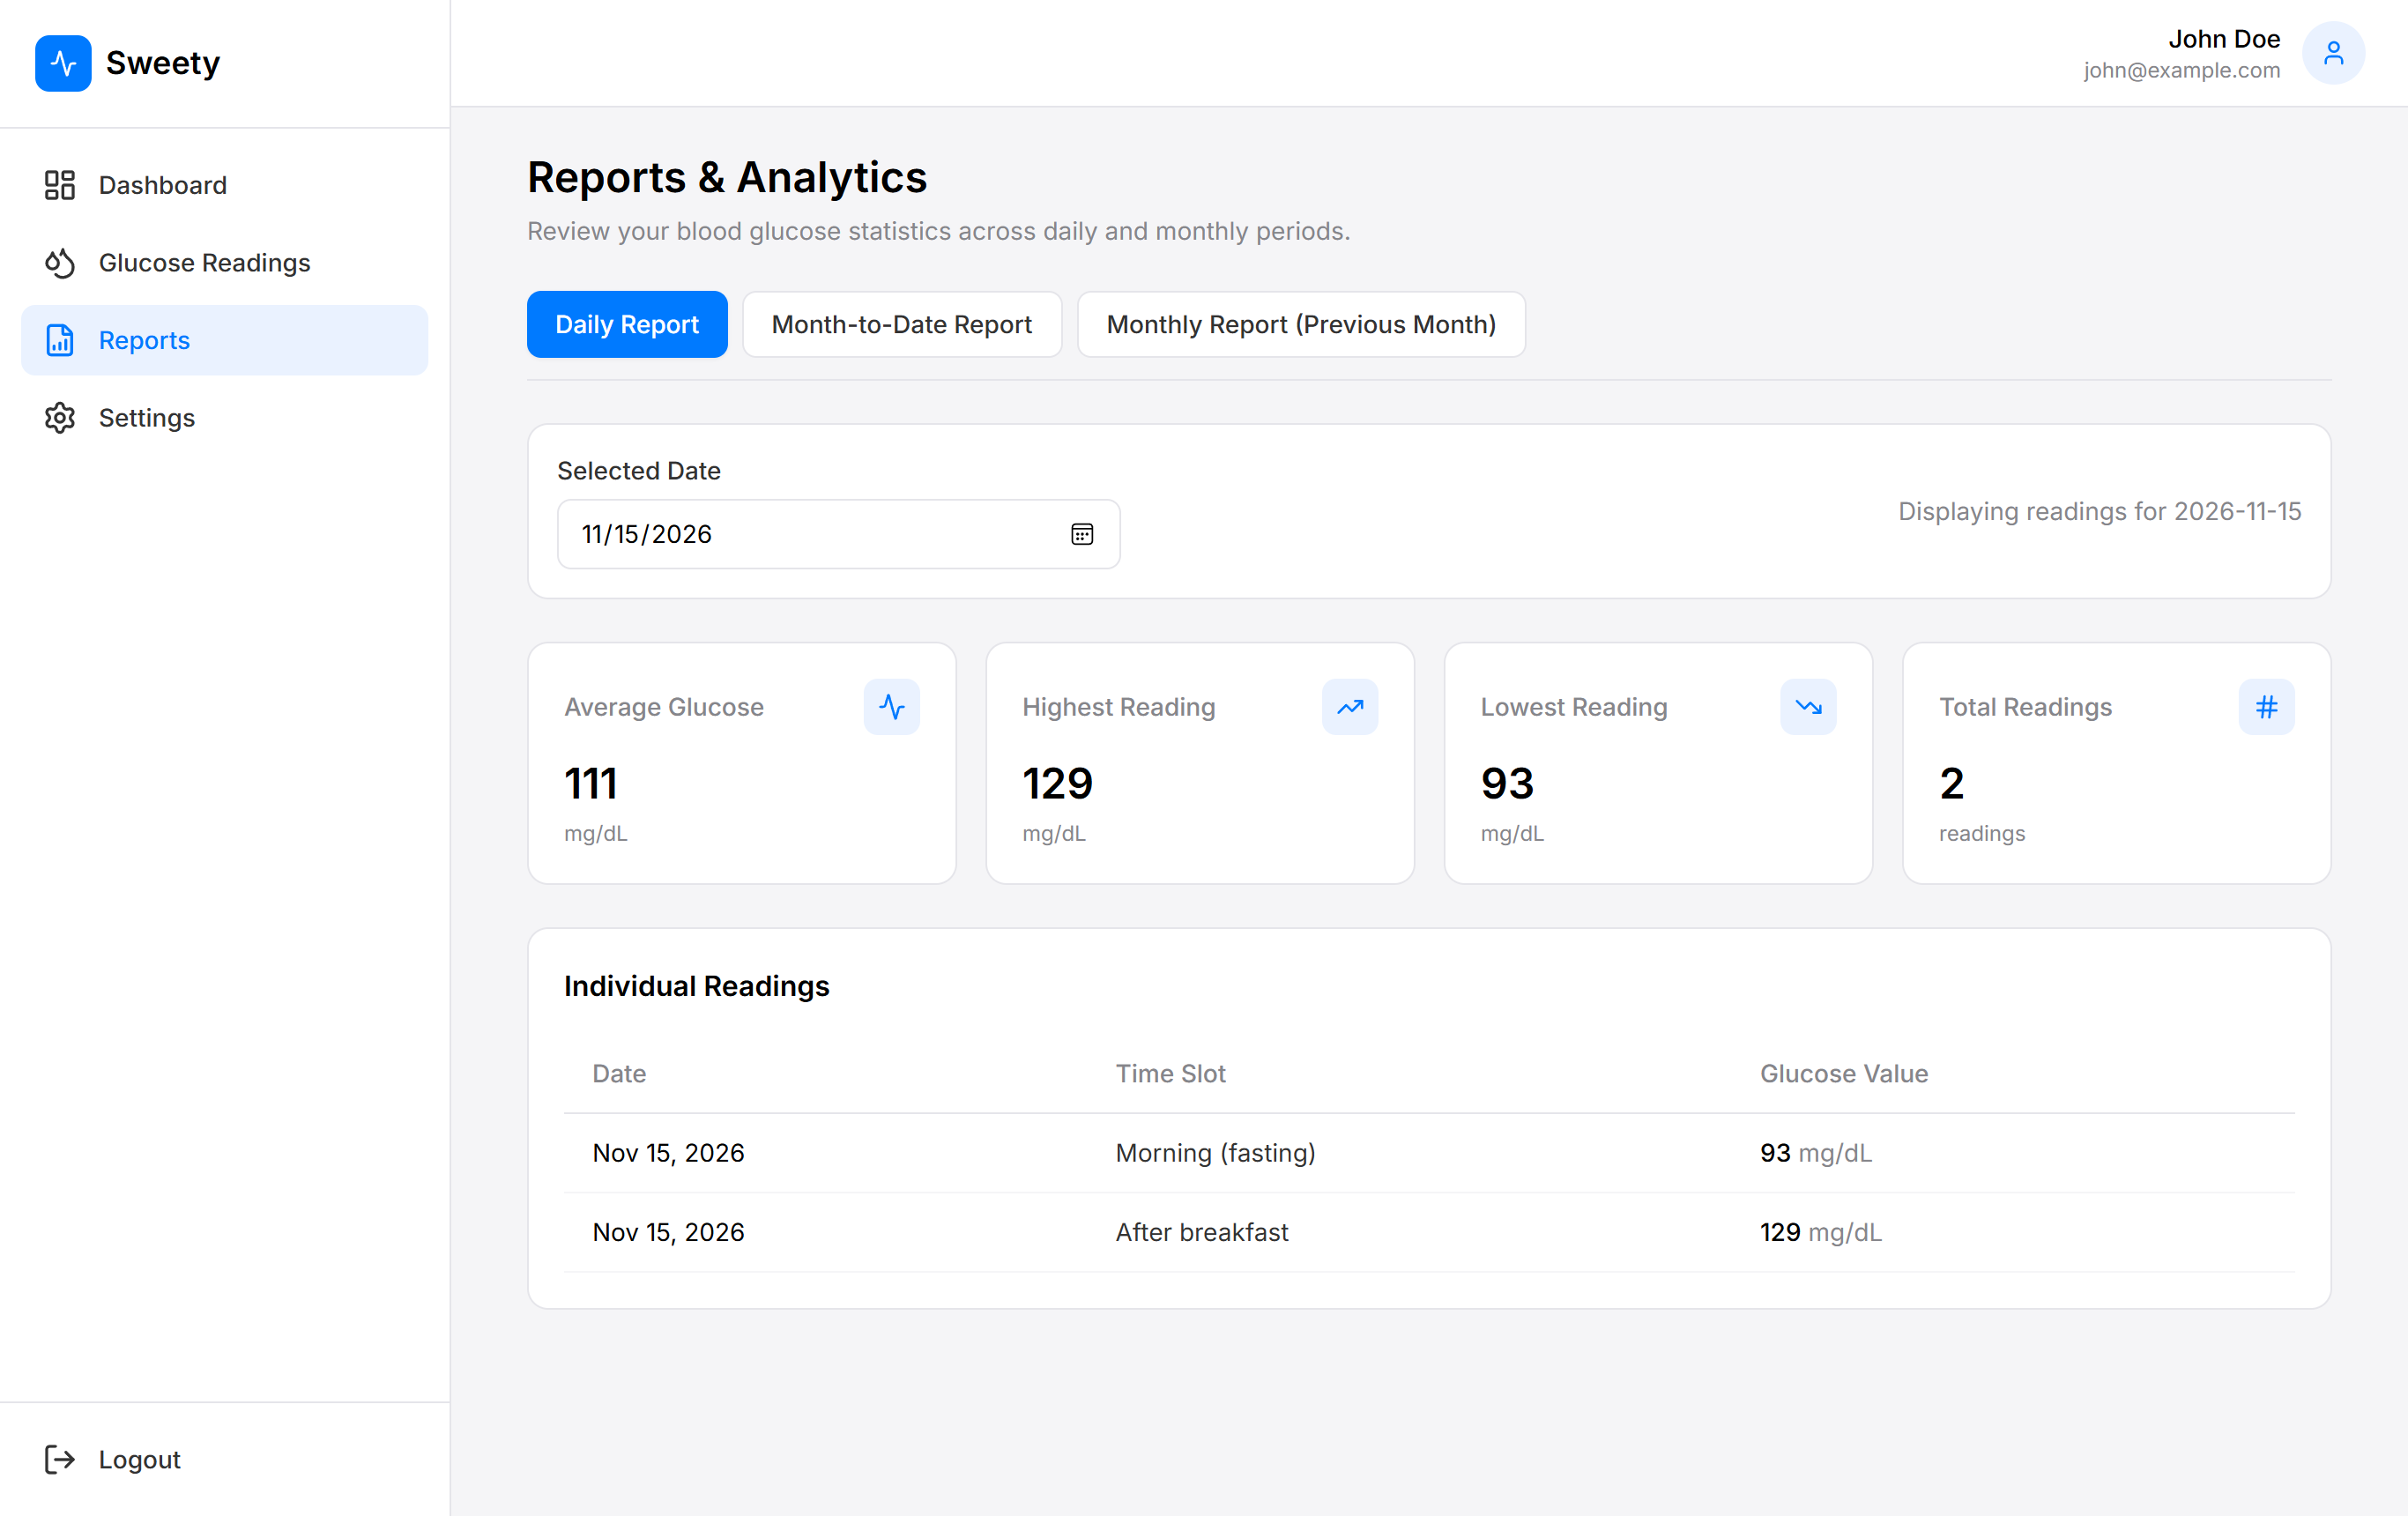 Sweety
John Doe
john@example.com
Dashboard
Glucose Readings
Reports
Settings
Logout
Reports & Analytics
Review your blood glucose statistics across daily and monthly periods.
Daily Report
Month-to-Date Report
Monthly Report (Previous Month)
Selected Date
11/15/2026
Displaying readings for 2026-11-15
Average Glucose
111
mg/dL
Highest Reading
129
mg/dL
Lowest Reading
93
mg/dL
Total Readings
#
2
readings
Individual Readings
Date Time Slot Glucose Value
Nov 15, 2026 Morning (fasting) 93 mg/dL
Nov 15, 2026 After breakfast 129 mg/dL